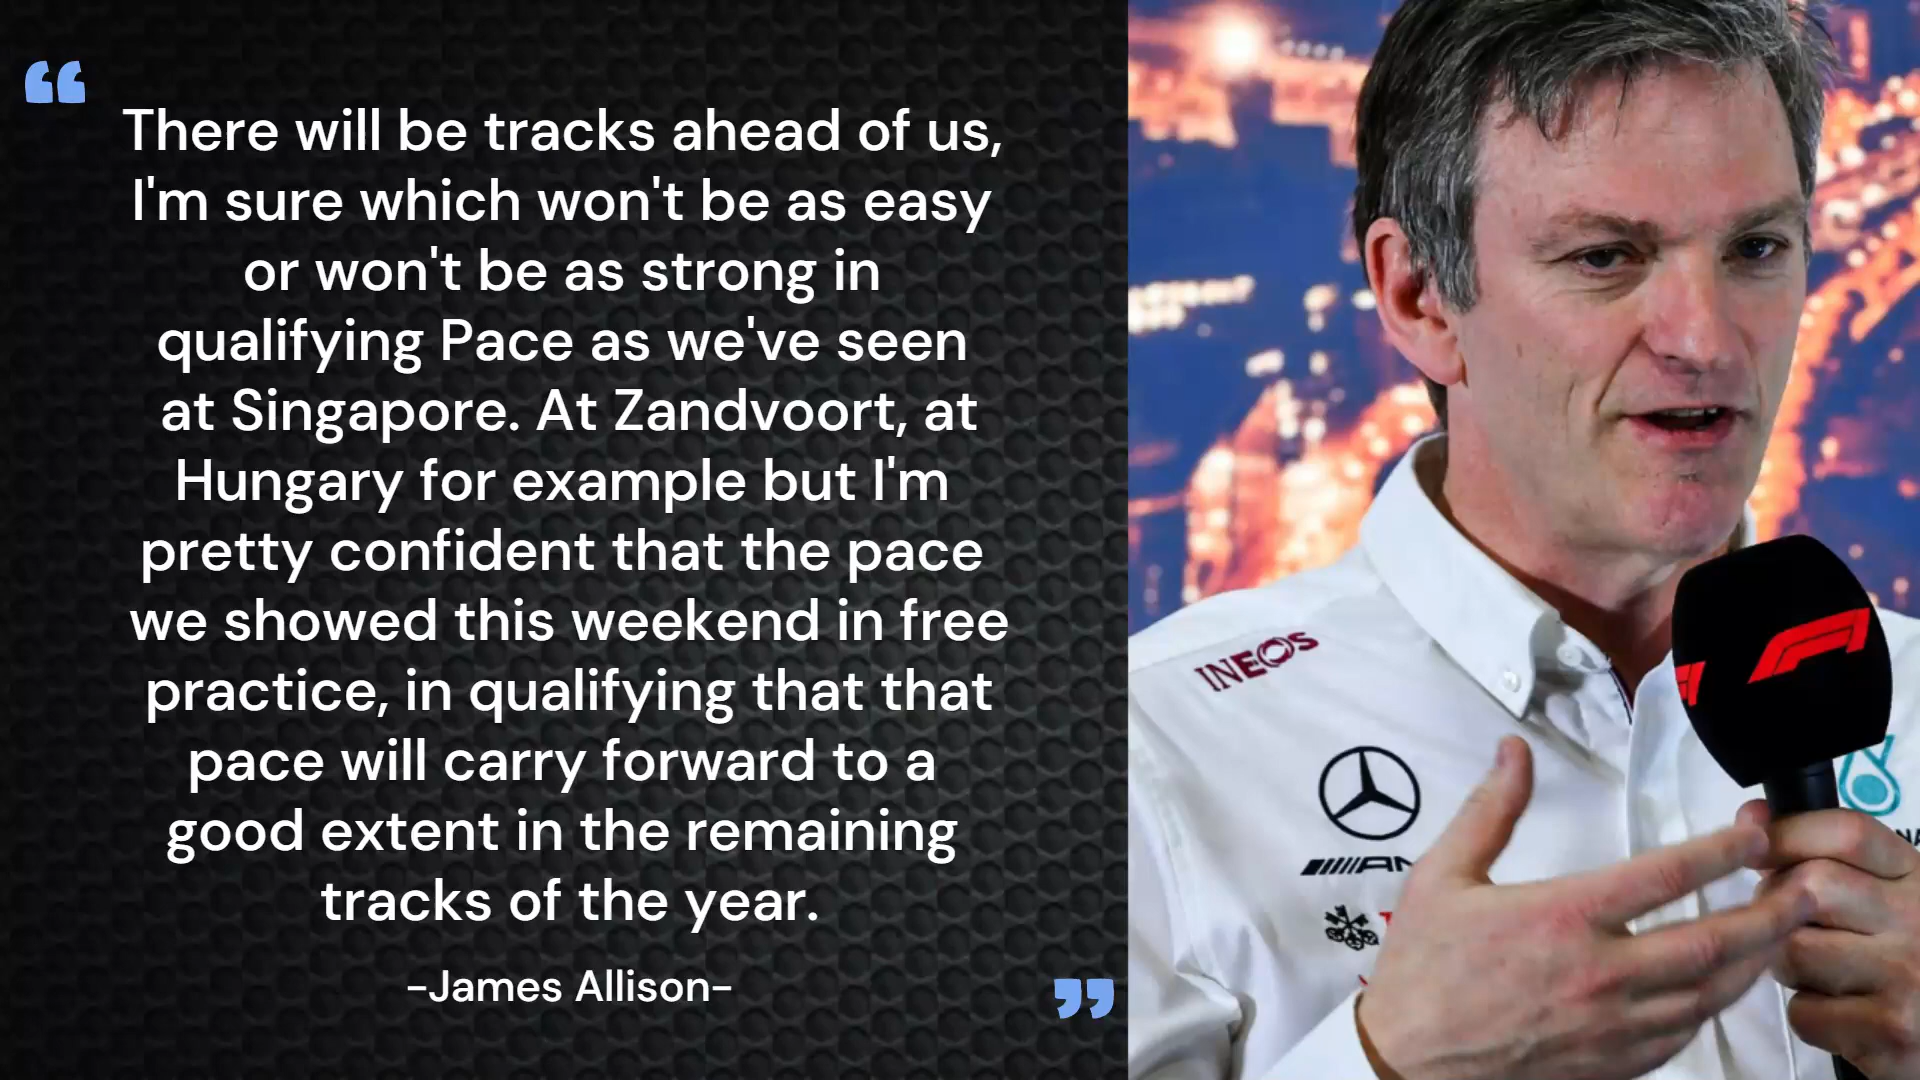 There will be tracks ahead of us,
I'm sure which won't be as easy
or won't be as strong in
qualifying Pace as we've seen
at Singapore. At Zandvoort, at
Hungary for example but I'm
pretty confident that the pace
we showed this weekend in free
practice, in qualifying that that
pace will carry forward to a
good extent in the remaining
tracks of the year.
-James Allison-
INEOS
F1